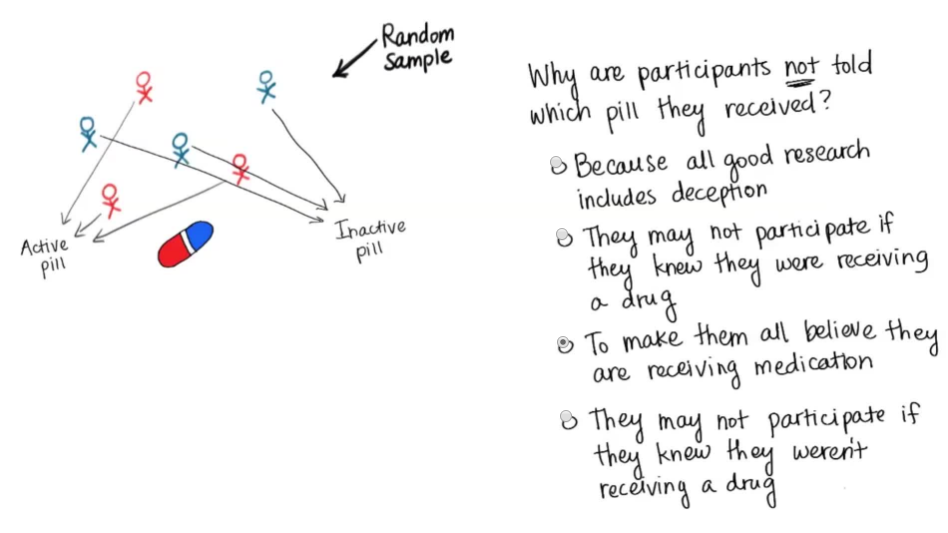 Random
Sample
Active
pill
Inactive
pill
Why are participants not told
which pill they received?
Because all good research
includes deception
They may not participate if
they knew they were receiving
a drug
To make them all believe they
are receiving medication
They may not participate if
they knew they weren't
receiving a drug